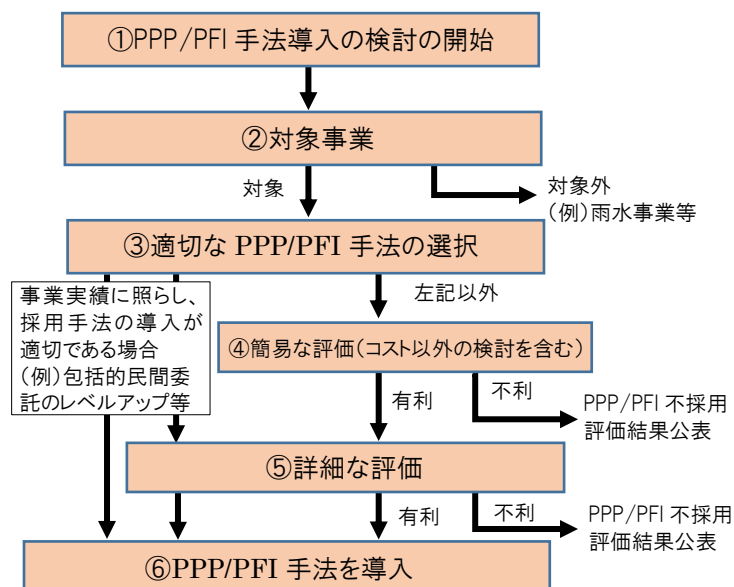 ①PPP/PFI 手法導入の検討の開始
②対象事業
対象
対象外
(例)雨水事業等
③適切な PPP/PFI 手法の選択
事業実績に照らし、
採用手法の導入が
適切である場合
(例)包括的民間委
託のレベルアップ等
左記以外
④簡易な評価(コスト以外の検討を含む)
有利
不利
PPP/PFI 不採用
評価結果公表
⑤詳細な評価
有利
不利
PPP/PFI 不採用
評価結果公表
⑥PPP/PFI 手法を導入